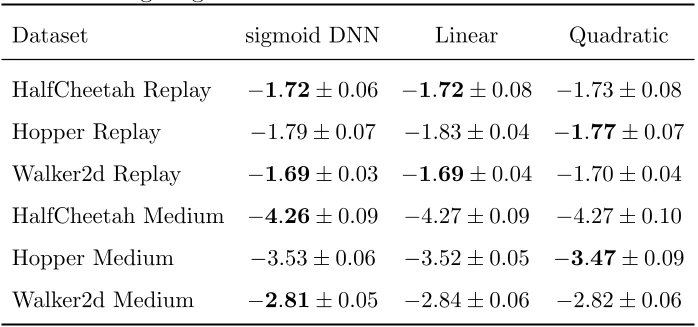 Dataset sigmoid DNN Linear Quadratic
HalfCheetah Replay −1.72 ± 0.06 −1.72 ± 0.08 −1.73 ± 0.08
Hopper Replay −1.79 ± 0.07 −1.83 ± 0.04 −1.77 ± 0.07
Walker2d Replay −1.69 ± 0.03 −1.69 ± 0.04 −1.70 ± 0.04
HalfCheetah Medium −4.26 ± 0.09 −4.27 ± 0.09 −4.27 ± 0.10
Hopper Medium −3.53 ± 0.06 −3.52 ± 0.05 −3.47 ± 0.09
Walker2d Medium −2.81 ± 0.05 −2.84 ± 0.06 −2.82 ± 0.06